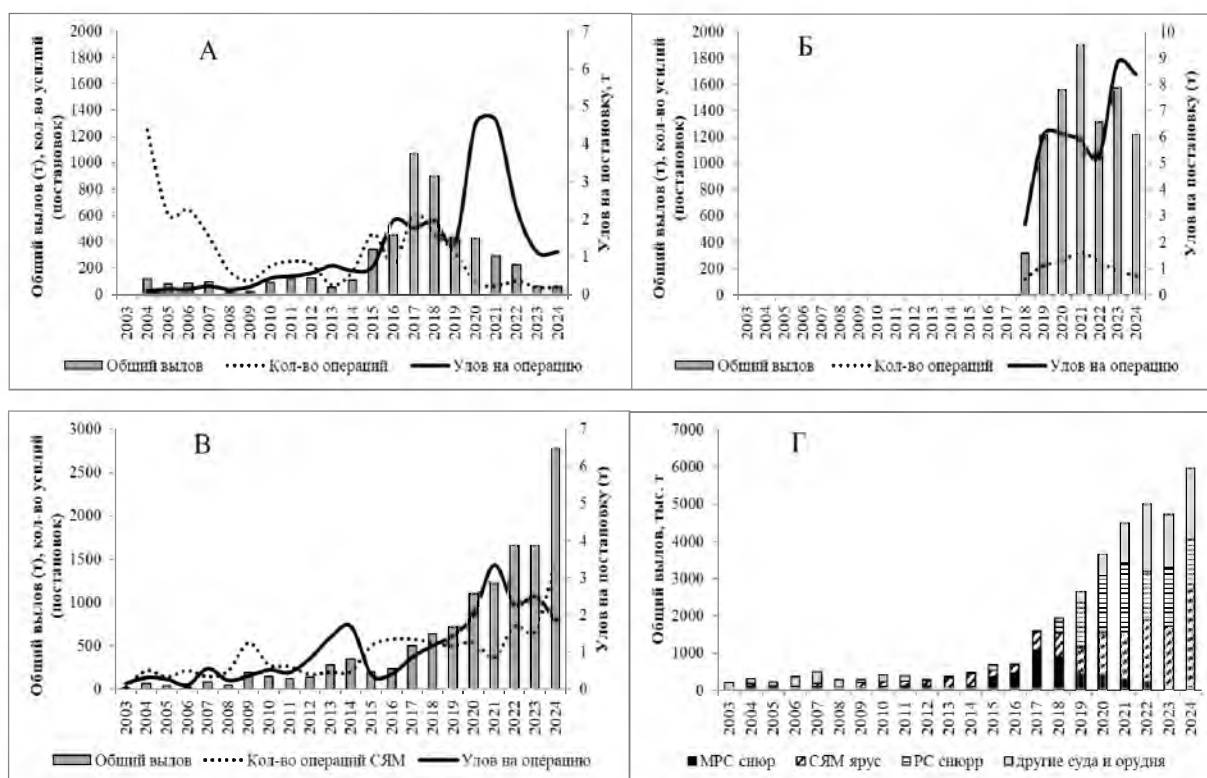 А
Общий вылов (т), кол-во усилий
(постановок)
2000
1800
1600
1400
1200
1000
800
600
400
200
0
7
6
5
4
3
2
1
0
Улов на постановку, т
2003 2004 2005 2006 2007 2008 2009 2010 2011 2012 2013 2014 2015 2016 2017 2018 2019 2020 2021 2022 2023 2024
Общий вылов Кол-во операций Улов на операцию
Б
Общий вылов (т), кол-во усилий
(постановок)
2000
1800
1600
1400
1200
1000
800
600
400
200
0
10
9
8
7
6
5
4
3
2
1
0
Улов на постановку (т)
2003 2004 2005 2006 2007 2008 2009 2010 2011 2012 2013 2014 2015 2016 2017 2018 2019 2020 2021 2022 2023 2024
Общий вылов Кол-во операций Улов на операцию
В
Общий вылов (т), кол-во усилий
(постановок)
3000
2500
2000
1500
1000
500
0
7
6
5
4
3
2
1
0
Улов на постановку (т)
2003 2004 2005 2006 2007 2008 2009 2010 2011 2012 2013 2014 2015 2016 2017 2018 2019 2020 2021 2022 2023 2024
Общий вылов Кол-во операций СЯМ Улов на операцию
Г
Общий вылов, тыс. т
7000
6000
5000
4000
3000
2000
1000
0
2003 2004 2005 2006 2007 2008 2009 2010 2011 2012 2013 2014 2015 2016 2017 2018 2019 2020 2021 2022 2023 2024
МРС снюр СЯМ ярус РС снюрр другие суда и орудия